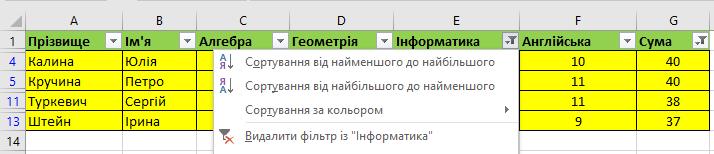 A B C D E F G
1 Прізвище Ім'я Алгебра Геометрія Інформатика Англійська Сума
4 Калина Юлія 10 40
Сортування від найменшого до найбільшого
5 Кручина Петро 11 40
Сортування від найбільшого до найменшого
11 Туркевич Сергій 11 38
Сортування за кольором
13 Штейн Ірина 9 37
Видалити фільтр із "Інформатика"
14